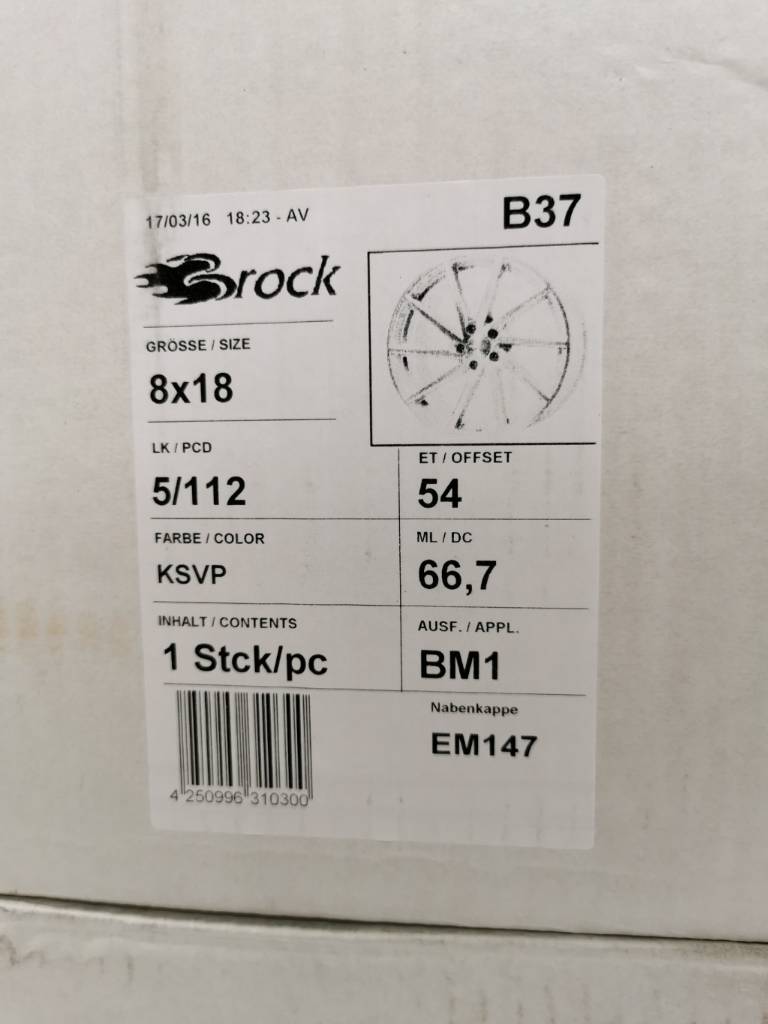 17/03/16 18:23 - AV
B37
Brock
GRÖSSE / SIZE
8x18
LK / PCD
5/112
ET / OFFSET
54
FARBE / COLOR
KSVP
ML / DC
66,7
INHALT / CONTENTS
1 Stck/pc
AUSF. / APPL.
BM1
Nabenkappe
EM147
4 250996 310300